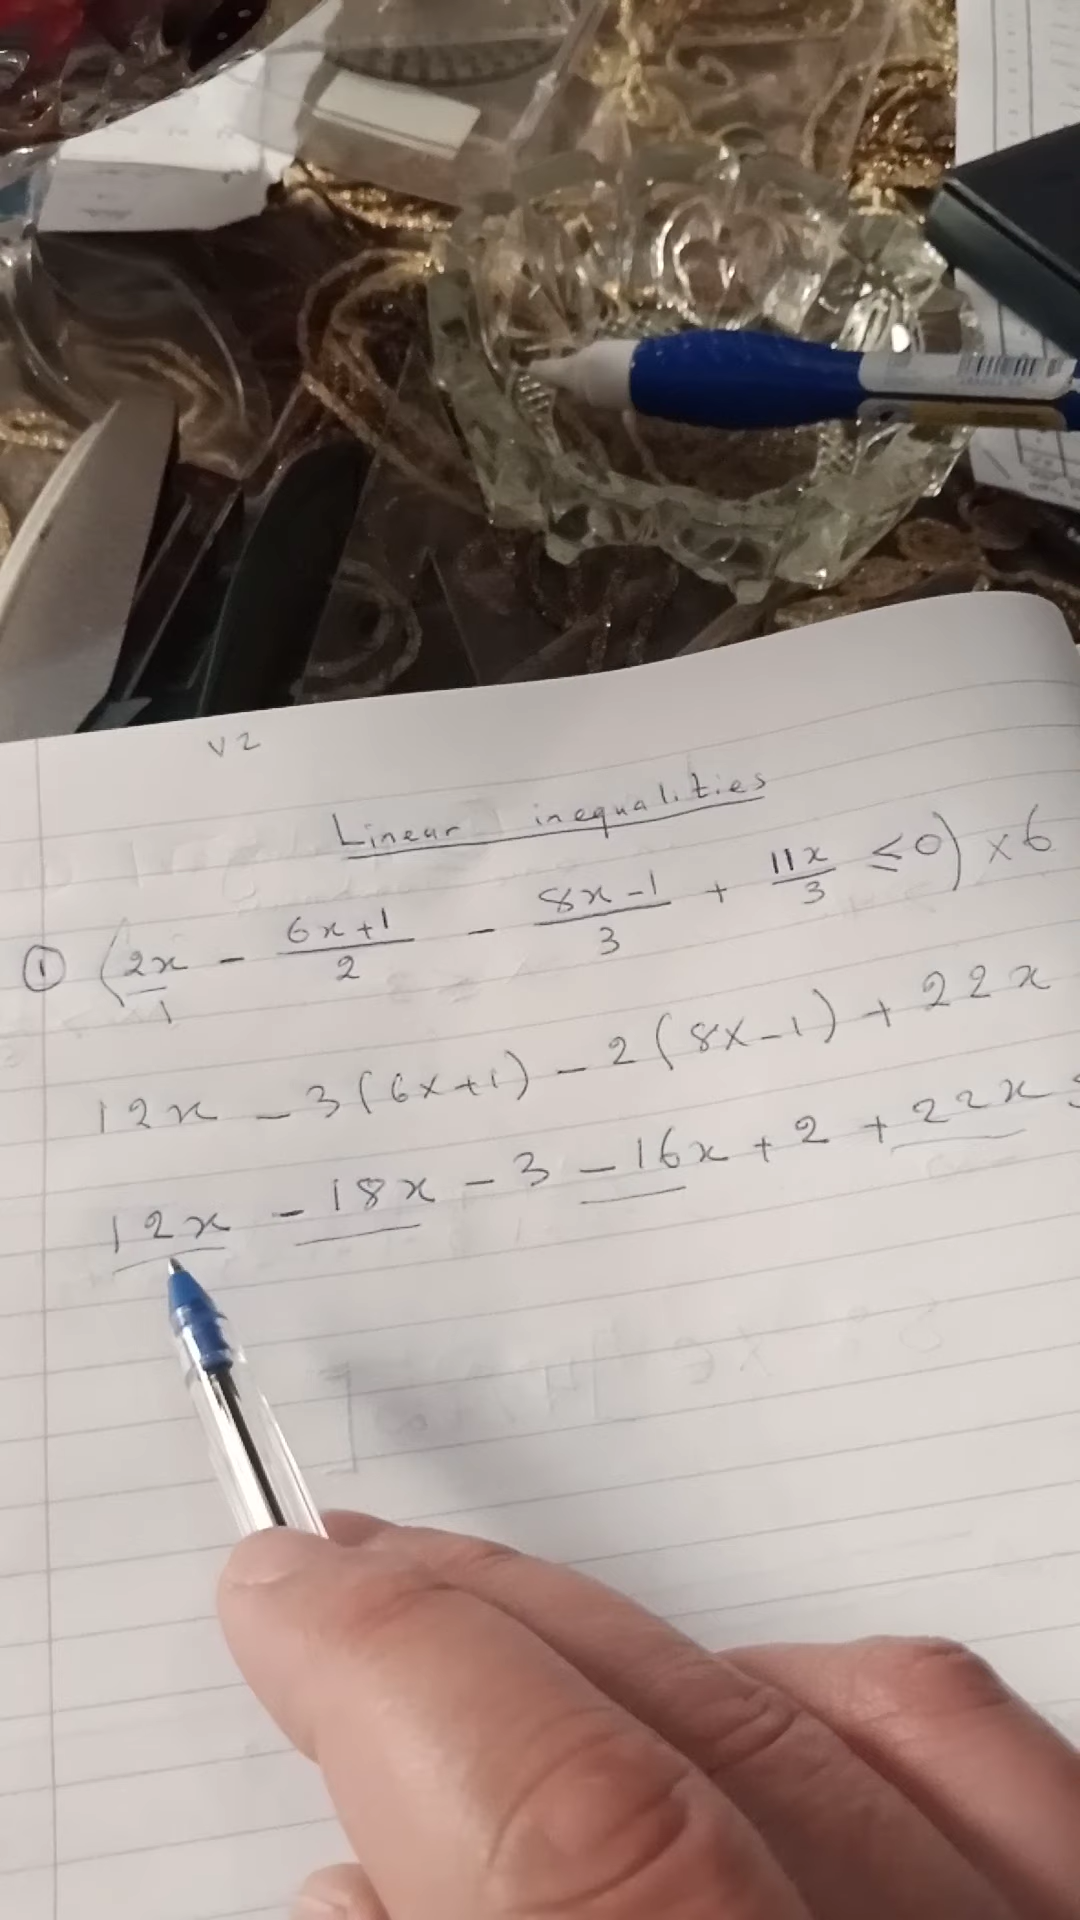 V2
Linear inequalities
① (2x/1 - 6x+1/2 - 8x-1/3 + 11x/3 ≤0) x6
12x - 3(6x+1) - 2(8x-1) + 22x
12x - 18x - 3 - 16x + 2 + 22x ≤